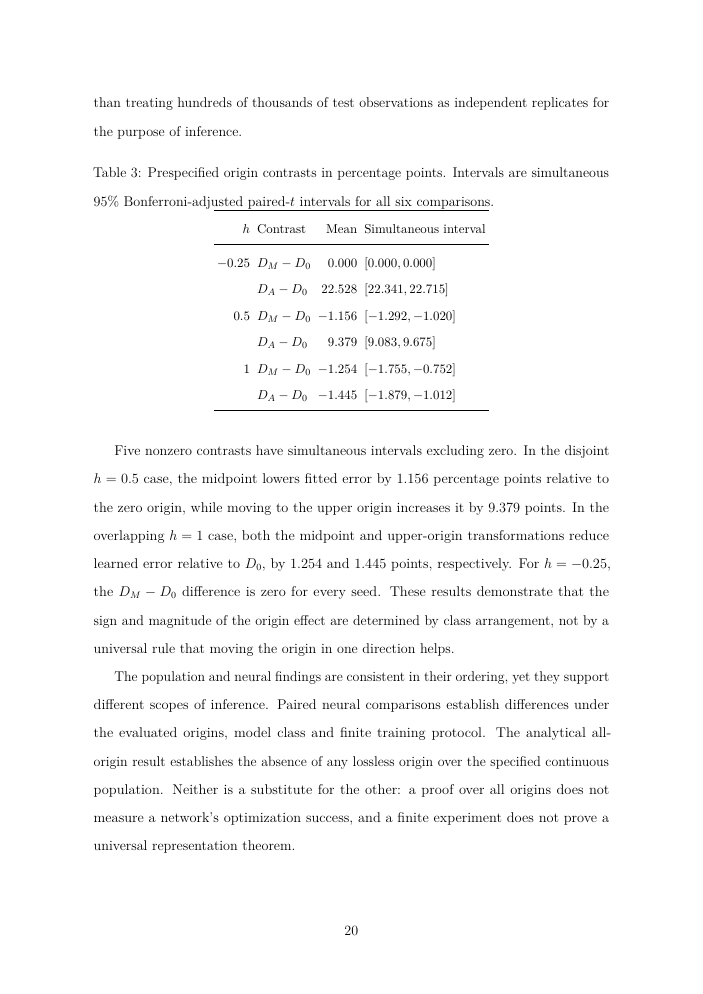 than treating hundreds of thousands of test observations as independent replicates for
the purpose of inference.
Table 3: Prespecified origin contrasts in percentage points. Intervals are simultaneous
95% Bonferroni-adjusted paired-t intervals for all six comparisons.
h Contrast Mean Simultaneous interval
−0.25 D_M − D_0 0.000 [0.000, 0.000]
D_A − D_0 22.528 [22.341, 22.715]
0.5 D_M − D_0 −1.156 [−1.292, −1.020]
D_A − D_0 9.379 [9.083, 9.675]
1 D_M − D_0 −1.254 [−1.755, −0.752]
D_A − D_0 −1.445 [−1.879, −1.012]
Five nonzero contrasts have simultaneous intervals excluding zero. In the disjoint
h = 0.5 case, the midpoint lowers fitted error by 1.156 percentage points relative to
the zero origin, while moving to the upper origin increases it by 9.379 points. In the
overlapping h = 1 case, both the midpoint and upper-origin transformations reduce
learned error relative to D_0, by 1.254 and 1.445 points, respectively. For h = −0.25,
the D_M − D_0 difference is zero for every seed. These results demonstrate that the
sign and magnitude of the origin effect are determined by class arrangement, not by a
universal rule that moving the origin in one direction helps.
The population and neural findings are consistent in their ordering, yet they support
different scopes of inference. Paired neural comparisons establish differences under
the evaluated origins, model class and finite training protocol. The analytical all-
origin result establishes the absence of any lossless origin over the specified continuous
population. Neither is a substitute for the other: a proof over all origins does not
measure a network's optimization success, and a finite experiment does not prove a
universal representation theorem.
20